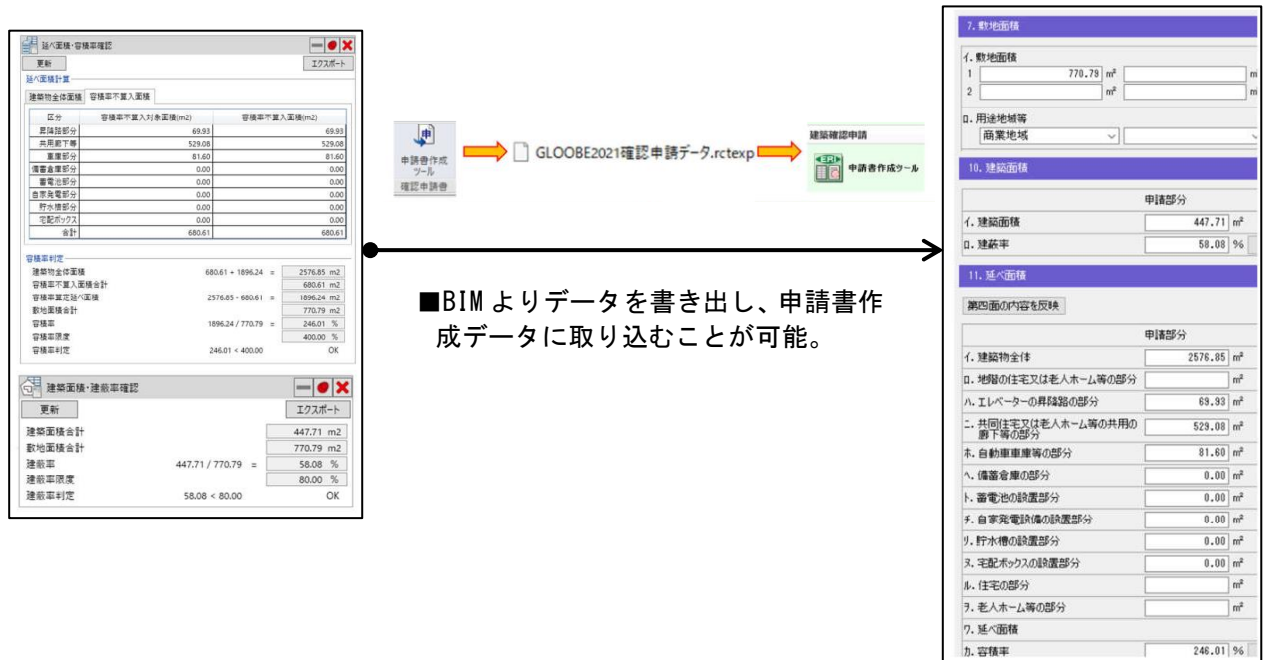 延べ面積・容積率確認
更新 エクスポート
延べ面積計算
建築物全体面積 容積率不算入面積
区分 容積率不算入対象面積(m2) 容積率不算入面積(m2)
昇降路部分 69.93 69.93
共用廊下等 529.08 529.08
車庫部分 81.60 81.60
備蓄倉庫部分 0.00 0.00
蓄電池部分 0.00 0.00
自家発電部分 0.00 0.00
貯水槽部分 0.00 0.00
宅配ボックス 0.00 0.00
合計 680.61 680.61
容積率判定
建築物全体面積 680.61 + 1896.24 = 2576.85 m2
容積率不算入面積合計 680.61 m2
容積率算定延べ面積 2576.85 - 680.61 = 1896.24 m2
敷地面積合計 770.79 m2
容積率 1896.24 / 770.79 = 246.01 %
容積率限度 400.00 %
容積率判定 246.01 < 400.00 OK
建築面積・建蔽率確認
更新 エクスポート
建築面積合計 447.71 m2
敷地面積合計 770.79 m2
建蔽率 447.71 / 770.79 = 58.08 %
建蔽率限度 80.00 %
建蔽率判定 58.08 < 80.00 OK
申請書作成
ツール
確認申請書
GLOOBE2021確認申請データ.rctexp
建築確認申請
申請書作成ツール
■BIMよりデータを書き出し、申請書作
成データに取り込むことが可能。
7. 敷地面積
イ. 敷地面積
1 770.79 m² m
2 m² m
ロ. 用途地域等
商業地域
10. 建築面積
申請部分
イ. 建築面積 447.71 m²
ロ. 建蔽率 58.08 %
11. 延べ面積
第四面の内容を反映
申請部分
イ. 建築物全体 2576.85 m²
ロ. 地階の住宅又は老人ホーム等の部分 m²
ハ. エレベーターの昇降路の部分 69.93 m²
ニ. 共同住宅又は老人ホーム等の共用の
廊下等の部分 529.08 m²
ホ. 自動車車庫等の部分 81.60 m²
ヘ. 備蓄倉庫の部分 0.00 m²
ト. 蓄電池の設置部分 0.00 m²
チ. 自家発電設備の設置部分 0.00 m²
リ. 貯水槽の設置部分 0.00 m²
ヌ. 宅配ボックスの設置部分 0.00 m²
ル. 住宅の部分 m²
ヲ. 老人ホーム等の部分 m²
ワ. 延べ面積
カ. 容積率 246.01 %